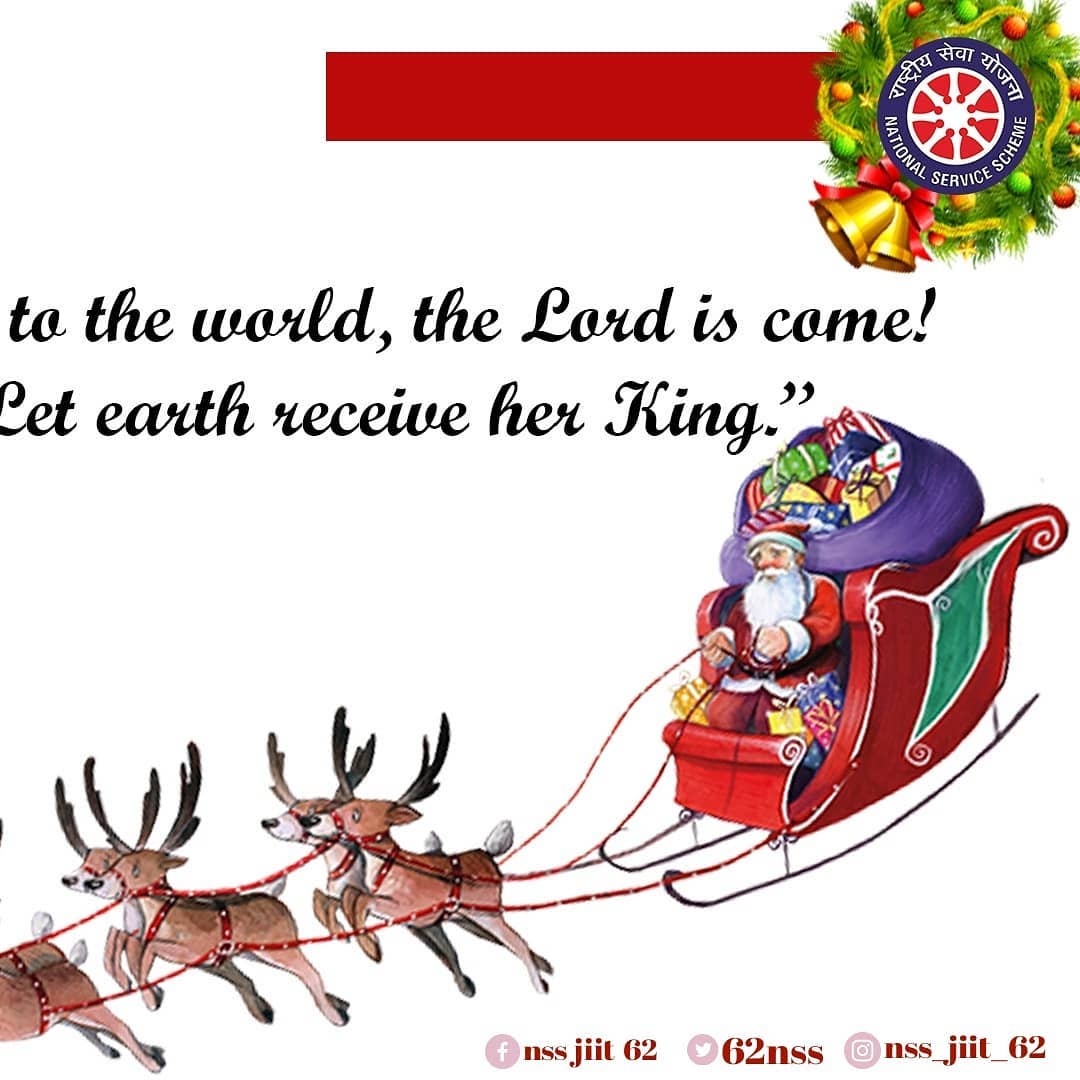 राष्ट्रीय सेवा योजना
NATIONAL SERVICE SCHEME
to the world, the Lord is come!
Let earth receive her King.”
nss jiit 62
62nss
nss_jiit_62